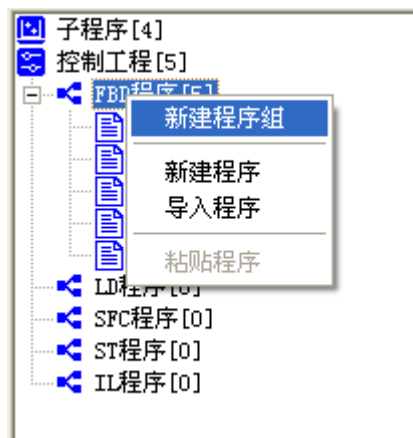 子程序[4]
控制工程[5]
FBD程序[5]
新建程序组
新建程序
导入程序
粘贴程序
LD程序[0]
SFC程序[0]
ST程序[0]
IL程序[0]